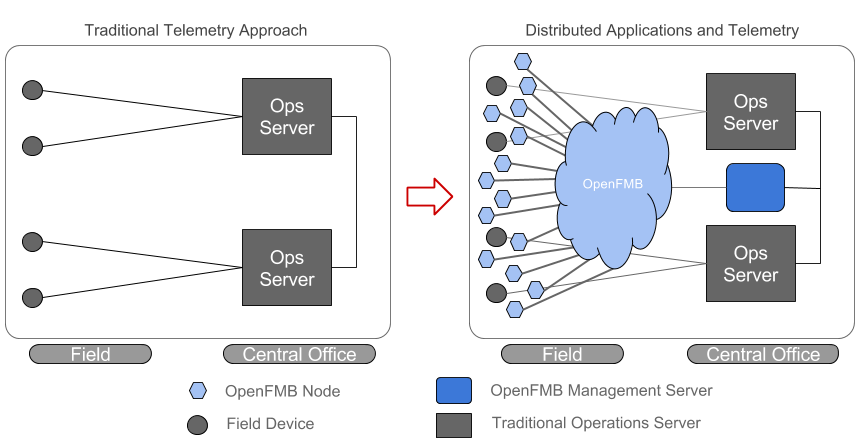 Traditional Telemetry Approach
Distributed Applications and Telemetry
Ops
Server
Ops
Server
Field
Central Office
Ops
Server
OpenFMB
Ops
Server
Field
Central Office
OpenFMB Node
OpenFMB Management Server
Field Device
Traditional Operations Server